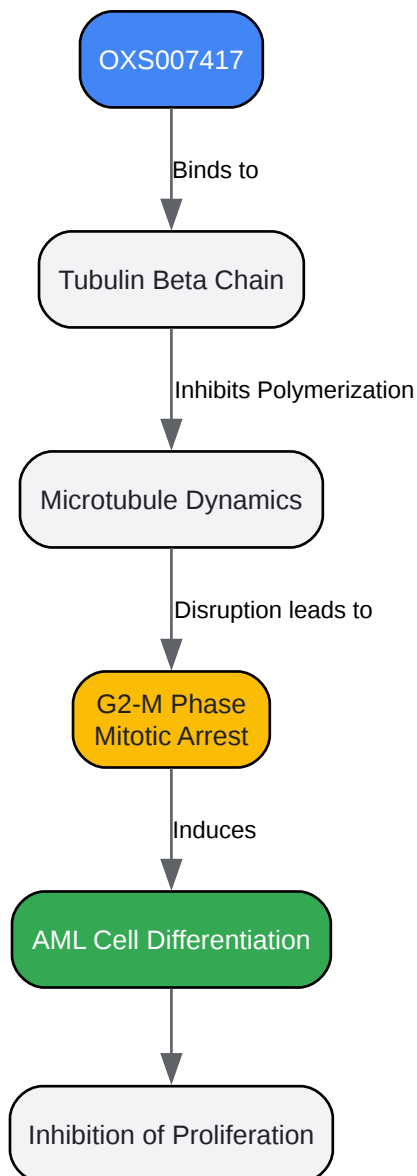 OXS007417
Binds to
Tubulin Beta Chain
Inhibits Polymerization
Microtubule Dynamics
Disruption leads to
G2-M Phase
Mitotic Arrest
Induces
AML Cell Differentiation
Inhibition of Proliferation